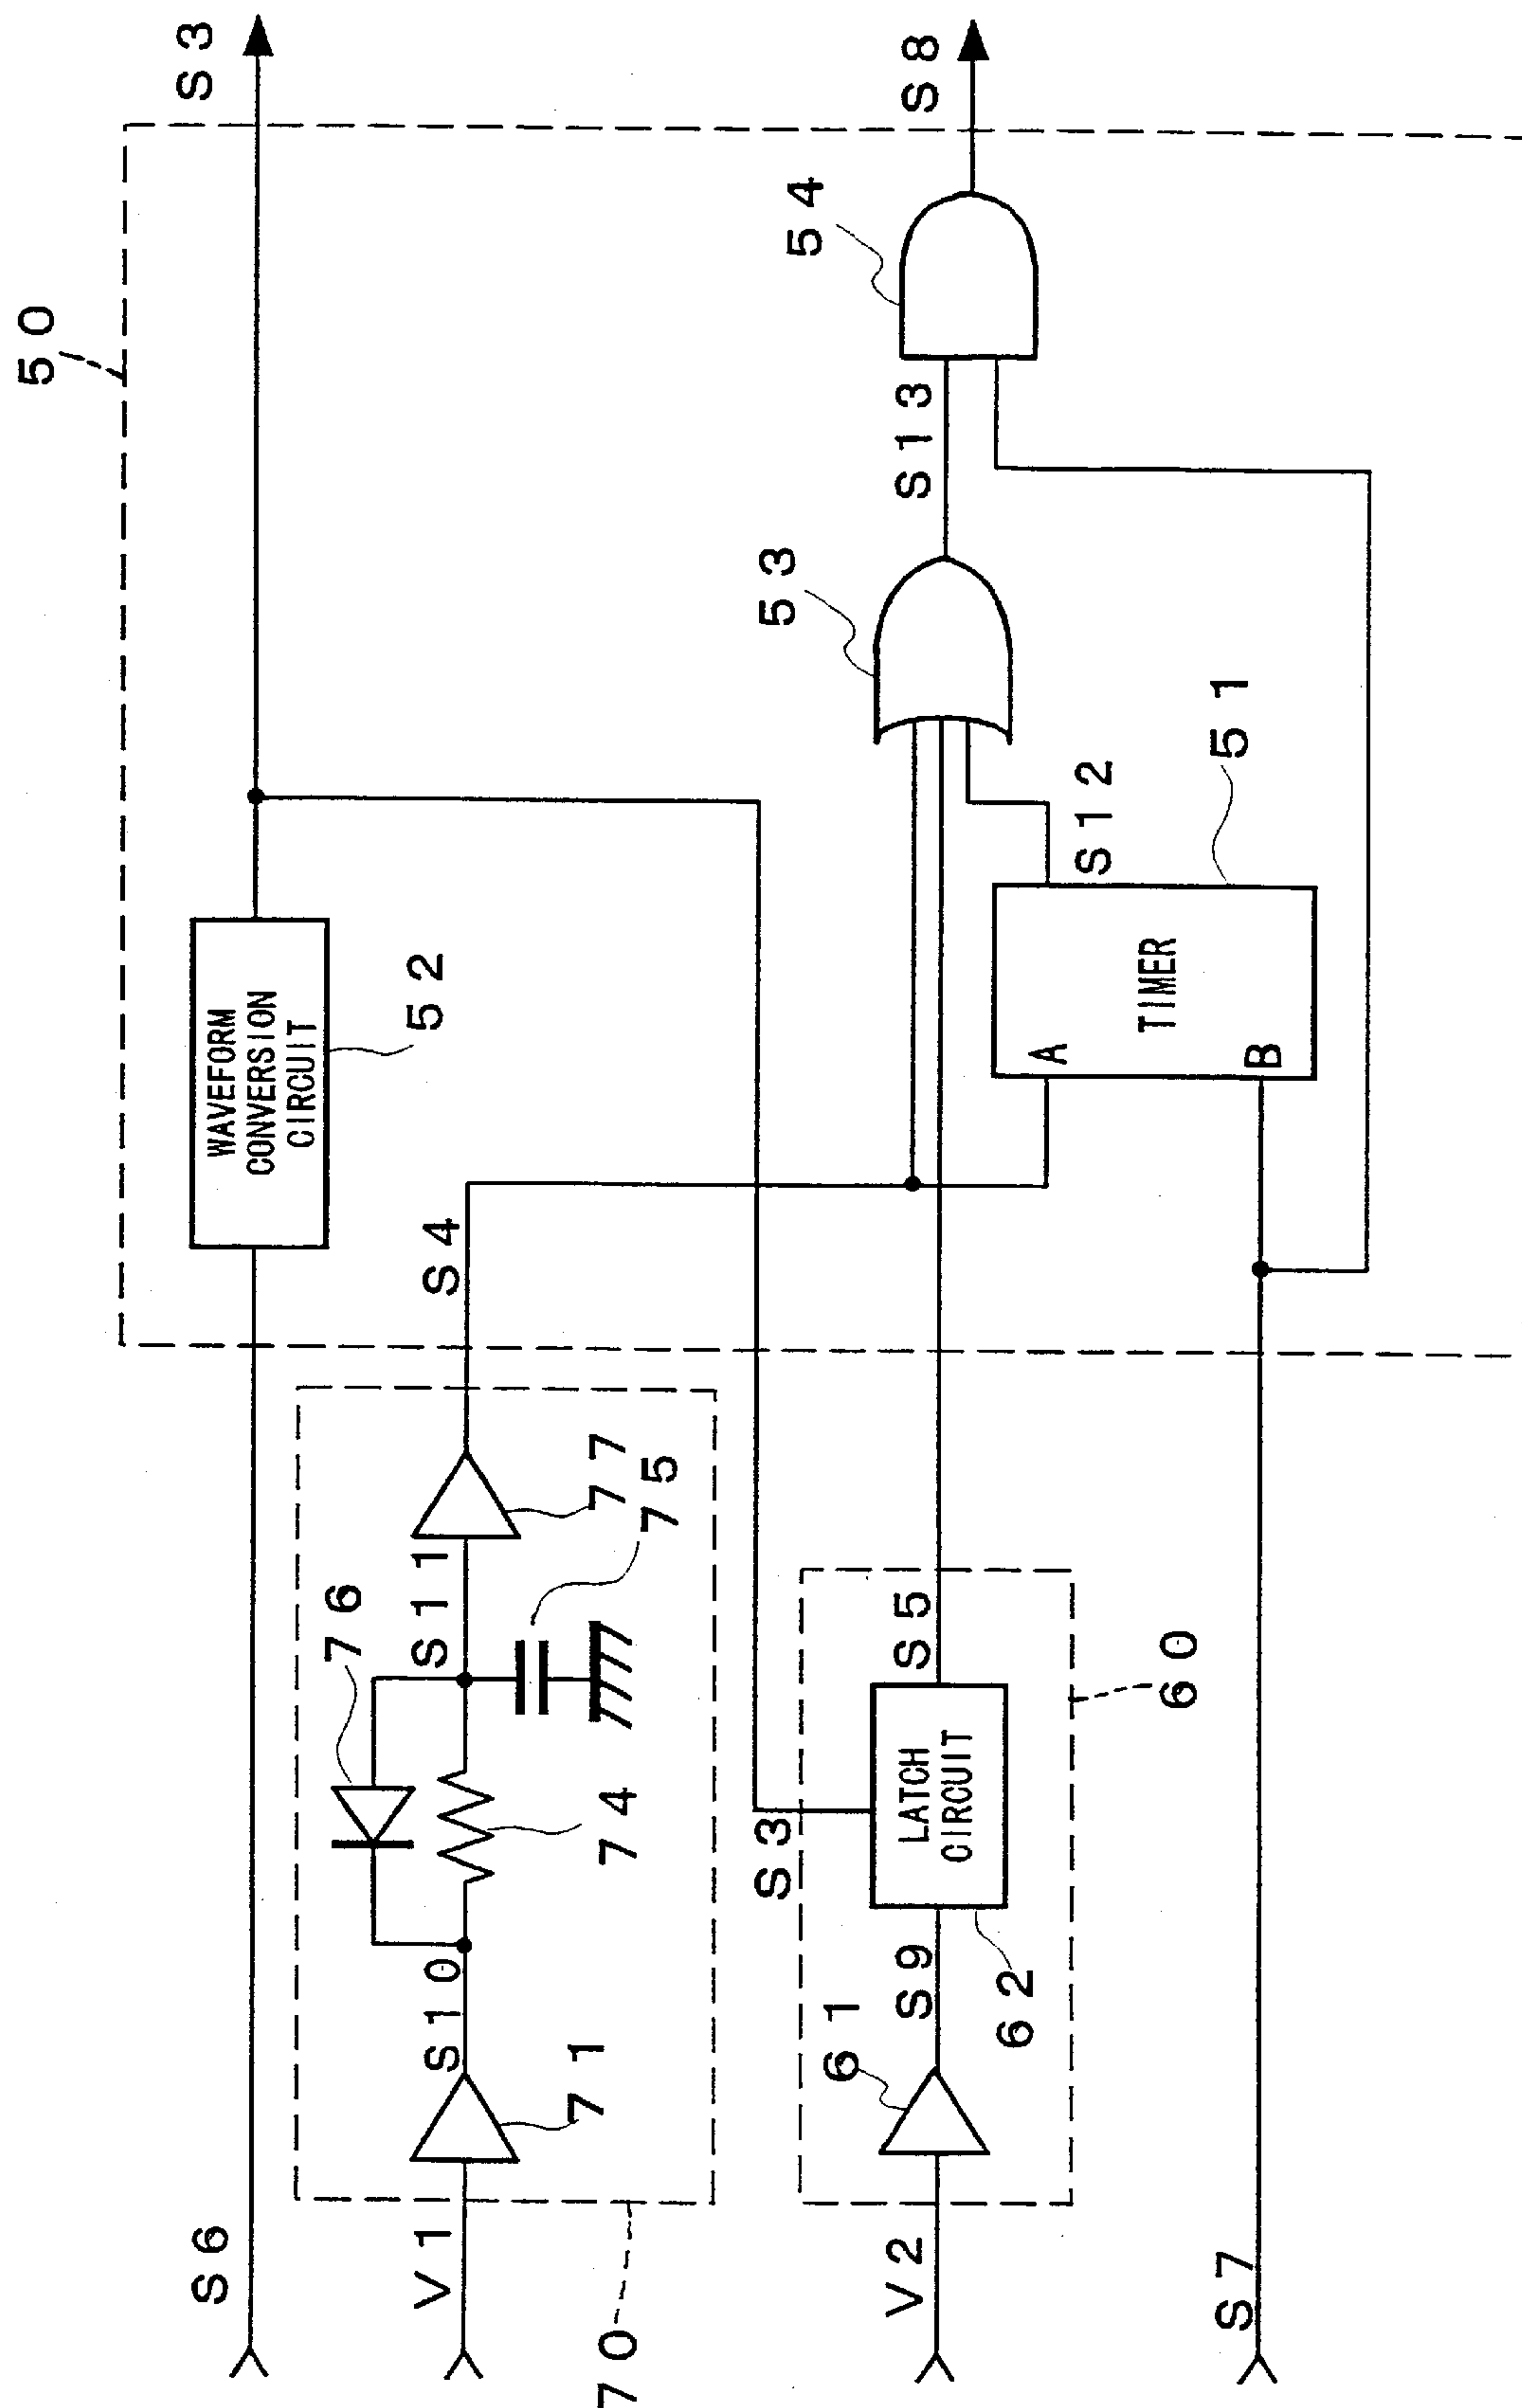 50
S6
WAVEFORM
CONVERSION
CIRCUIT
52
S3
76
V1
S10
S11
S4
71
74
77
75
70
S3
53
54
61
V2
S9
LATCH
CIRCUIT
S5
S13
S8
62
60
A
TIMER
B
S12
51
S7